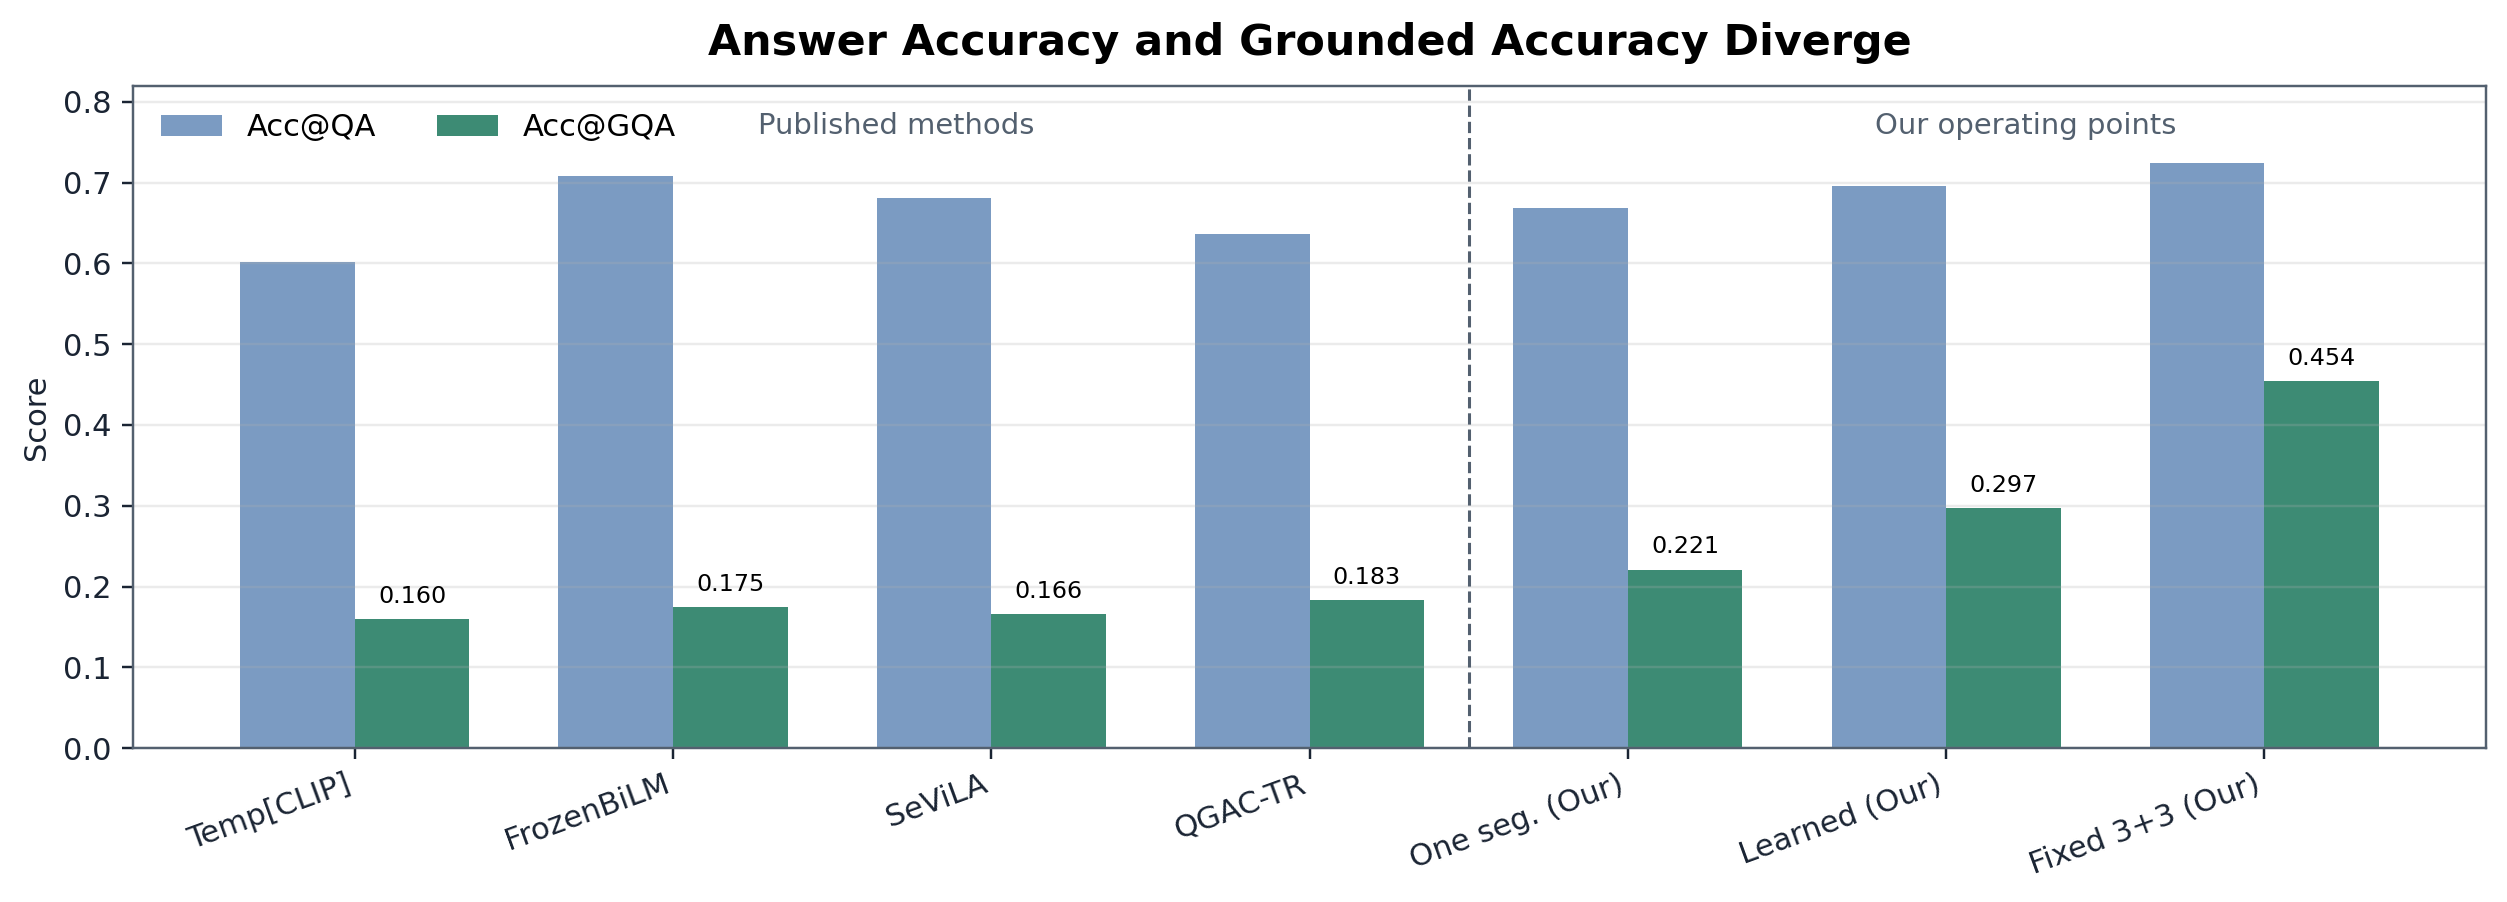 Answer Accuracy and Grounded Accuracy Diverge
Acc@QA
Acc@GQA
Published methods
Our operating points
Score
0.8
0.7
0.6
0.5
0.4
0.3
0.2
0.1
0.0
0.160
0.175
0.166
0.183
0.221
0.297
0.454
Temp[CLIP]
FrozenBiLM
SeViLA
QGAC-TR
One seg. (Our)
Learned (Our)
Fixed 3+3 (Our)